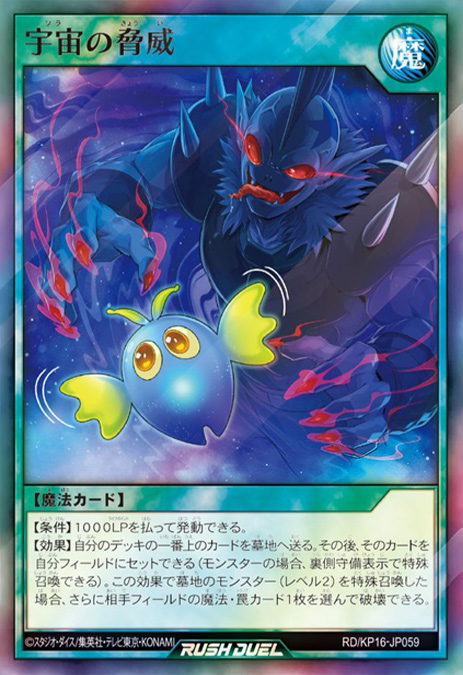 宇宙の脅威
ソラ きょうい
魔
ま
【魔法カード】
【条件】1000LPを払って発動できる。
【効果】自分のデッキの一番上のカードを墓地へ送る。その後、そのカードを
自分フィールドにセットできる(モンスターの場合、裏側守備表示で特殊
召喚できる)。この効果で墓地のモンスター(レベル2)を特殊召喚した
場合、さらに相手フィールドの魔法・罠カード1枚を選んで破壊できる。
©スタジオ・ダイス/集英社・テレビ東京・KONAMI
RUSH DUEL
RD/KP16-JP059